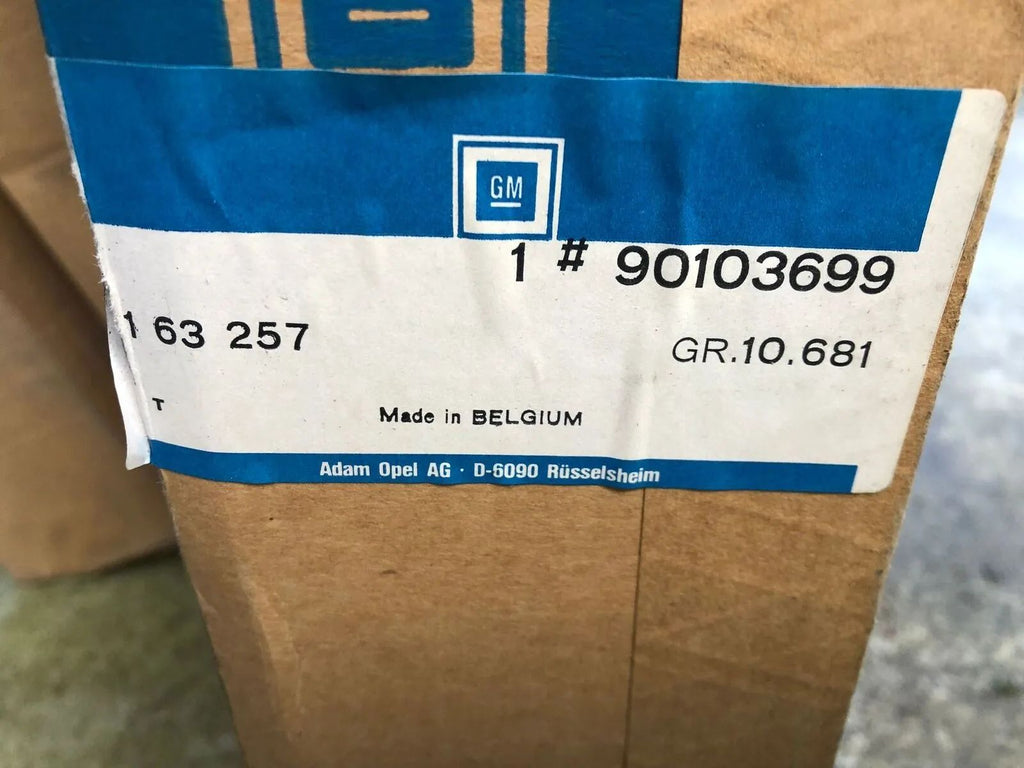 GM
1 # 90103699
1 63 257
GR.10.681
T
Made in BELGIUM
Adam Opel AG · D-6090 Rüsselsheim